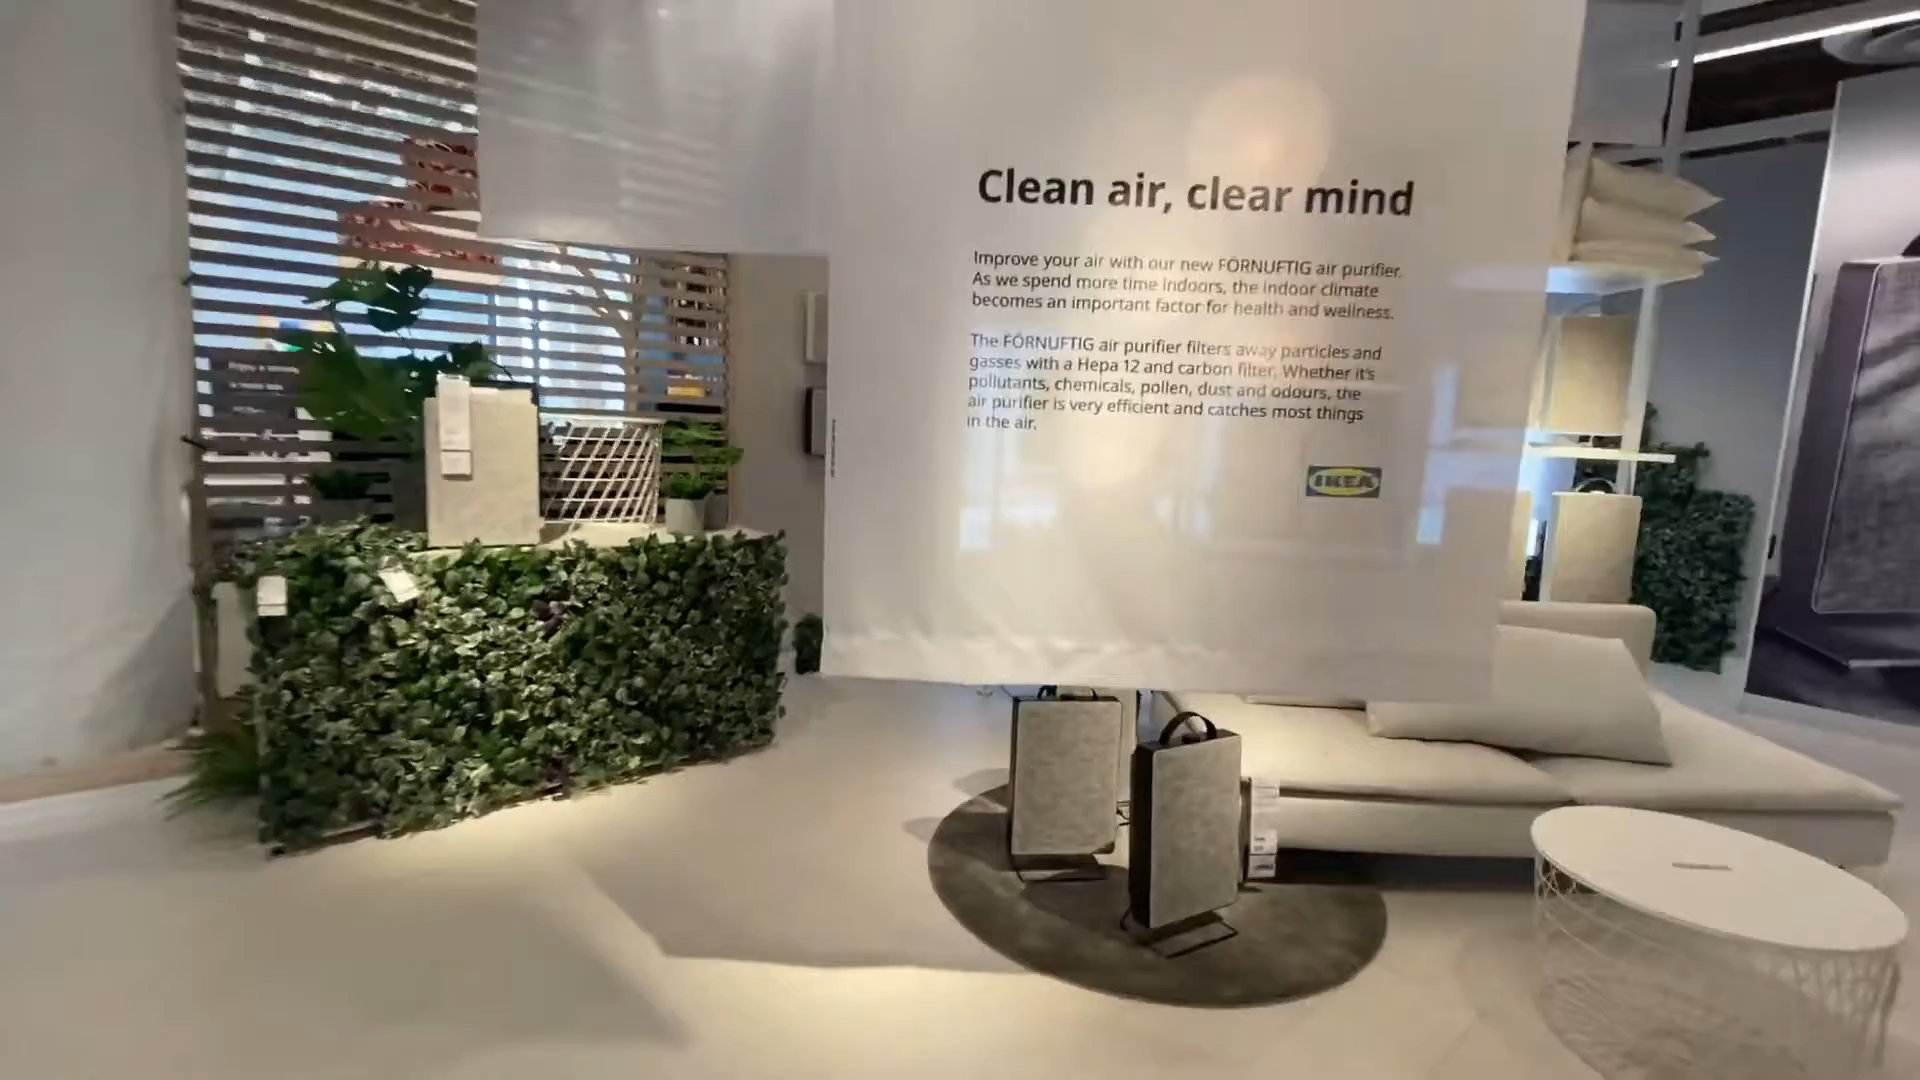 Clean air, clear mind
Improve your air with our new FÖRNUFTIG air purifier.
As we spend more time indoors, the indoor climate
becomes an important factor for health and wellness.
The FÖRNUFTIG air purifier filters away particles and
gasses with a Hepa 12 and carbon filter. Whether it's
pollutants, chemicals, pollen, dust and odours, the
air purifier is very efficient and catches most things
in the air.
IKEA